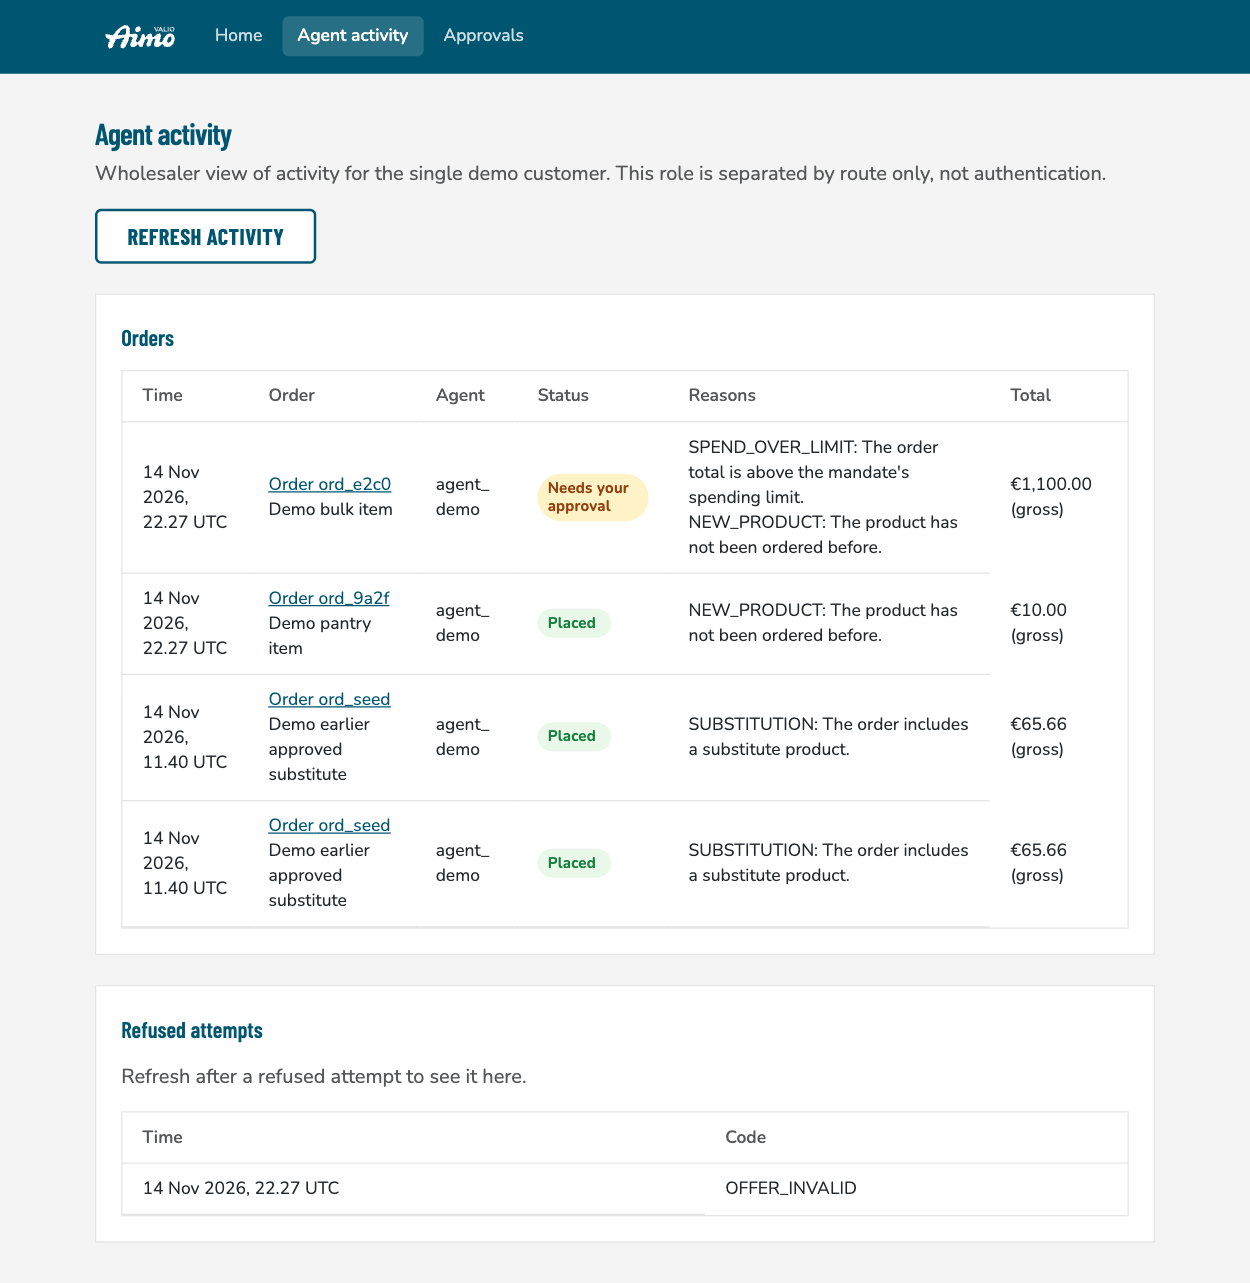 VALIO
Aimo
Home
Agent activity
Approvals
Agent activity
Wholesaler view of activity for the single demo customer. This role is separated by route only, not authentication.
REFRESH ACTIVITY
Orders
Time
Order
Agent
Status
Reasons
Total
14 Nov
2026,
22.27 UTC
Order ord_e2c0
Demo bulk item
agent_
demo
Needs your
approval
SPEND_OVER_LIMIT: The order
total is above the mandate's
spending limit.
NEW_PRODUCT: The product has
not been ordered before.
€1,100.00
(gross)
14 Nov
2026,
22.27 UTC
Order ord_9a2f
Demo pantry
item
agent_
demo
Placed
NEW_PRODUCT: The product has
not been ordered before.
€10.00
(gross)
14 Nov
2026,
11.40 UTC
Order ord_seed
Demo earlier
approved
substitute
agent_
demo
Placed
SUBSTITUTION: The order includes
a substitute product.
€65.66
(gross)
14 Nov
2026,
11.40 UTC
Order ord_seed
Demo earlier
approved
substitute
agent_
demo
Placed
SUBSTITUTION: The order includes
a substitute product.
€65.66
(gross)
Refused attempts
Refresh after a refused attempt to see it here.
Time
Code
14 Nov 2026, 22.27 UTC
OFFER_INVALID